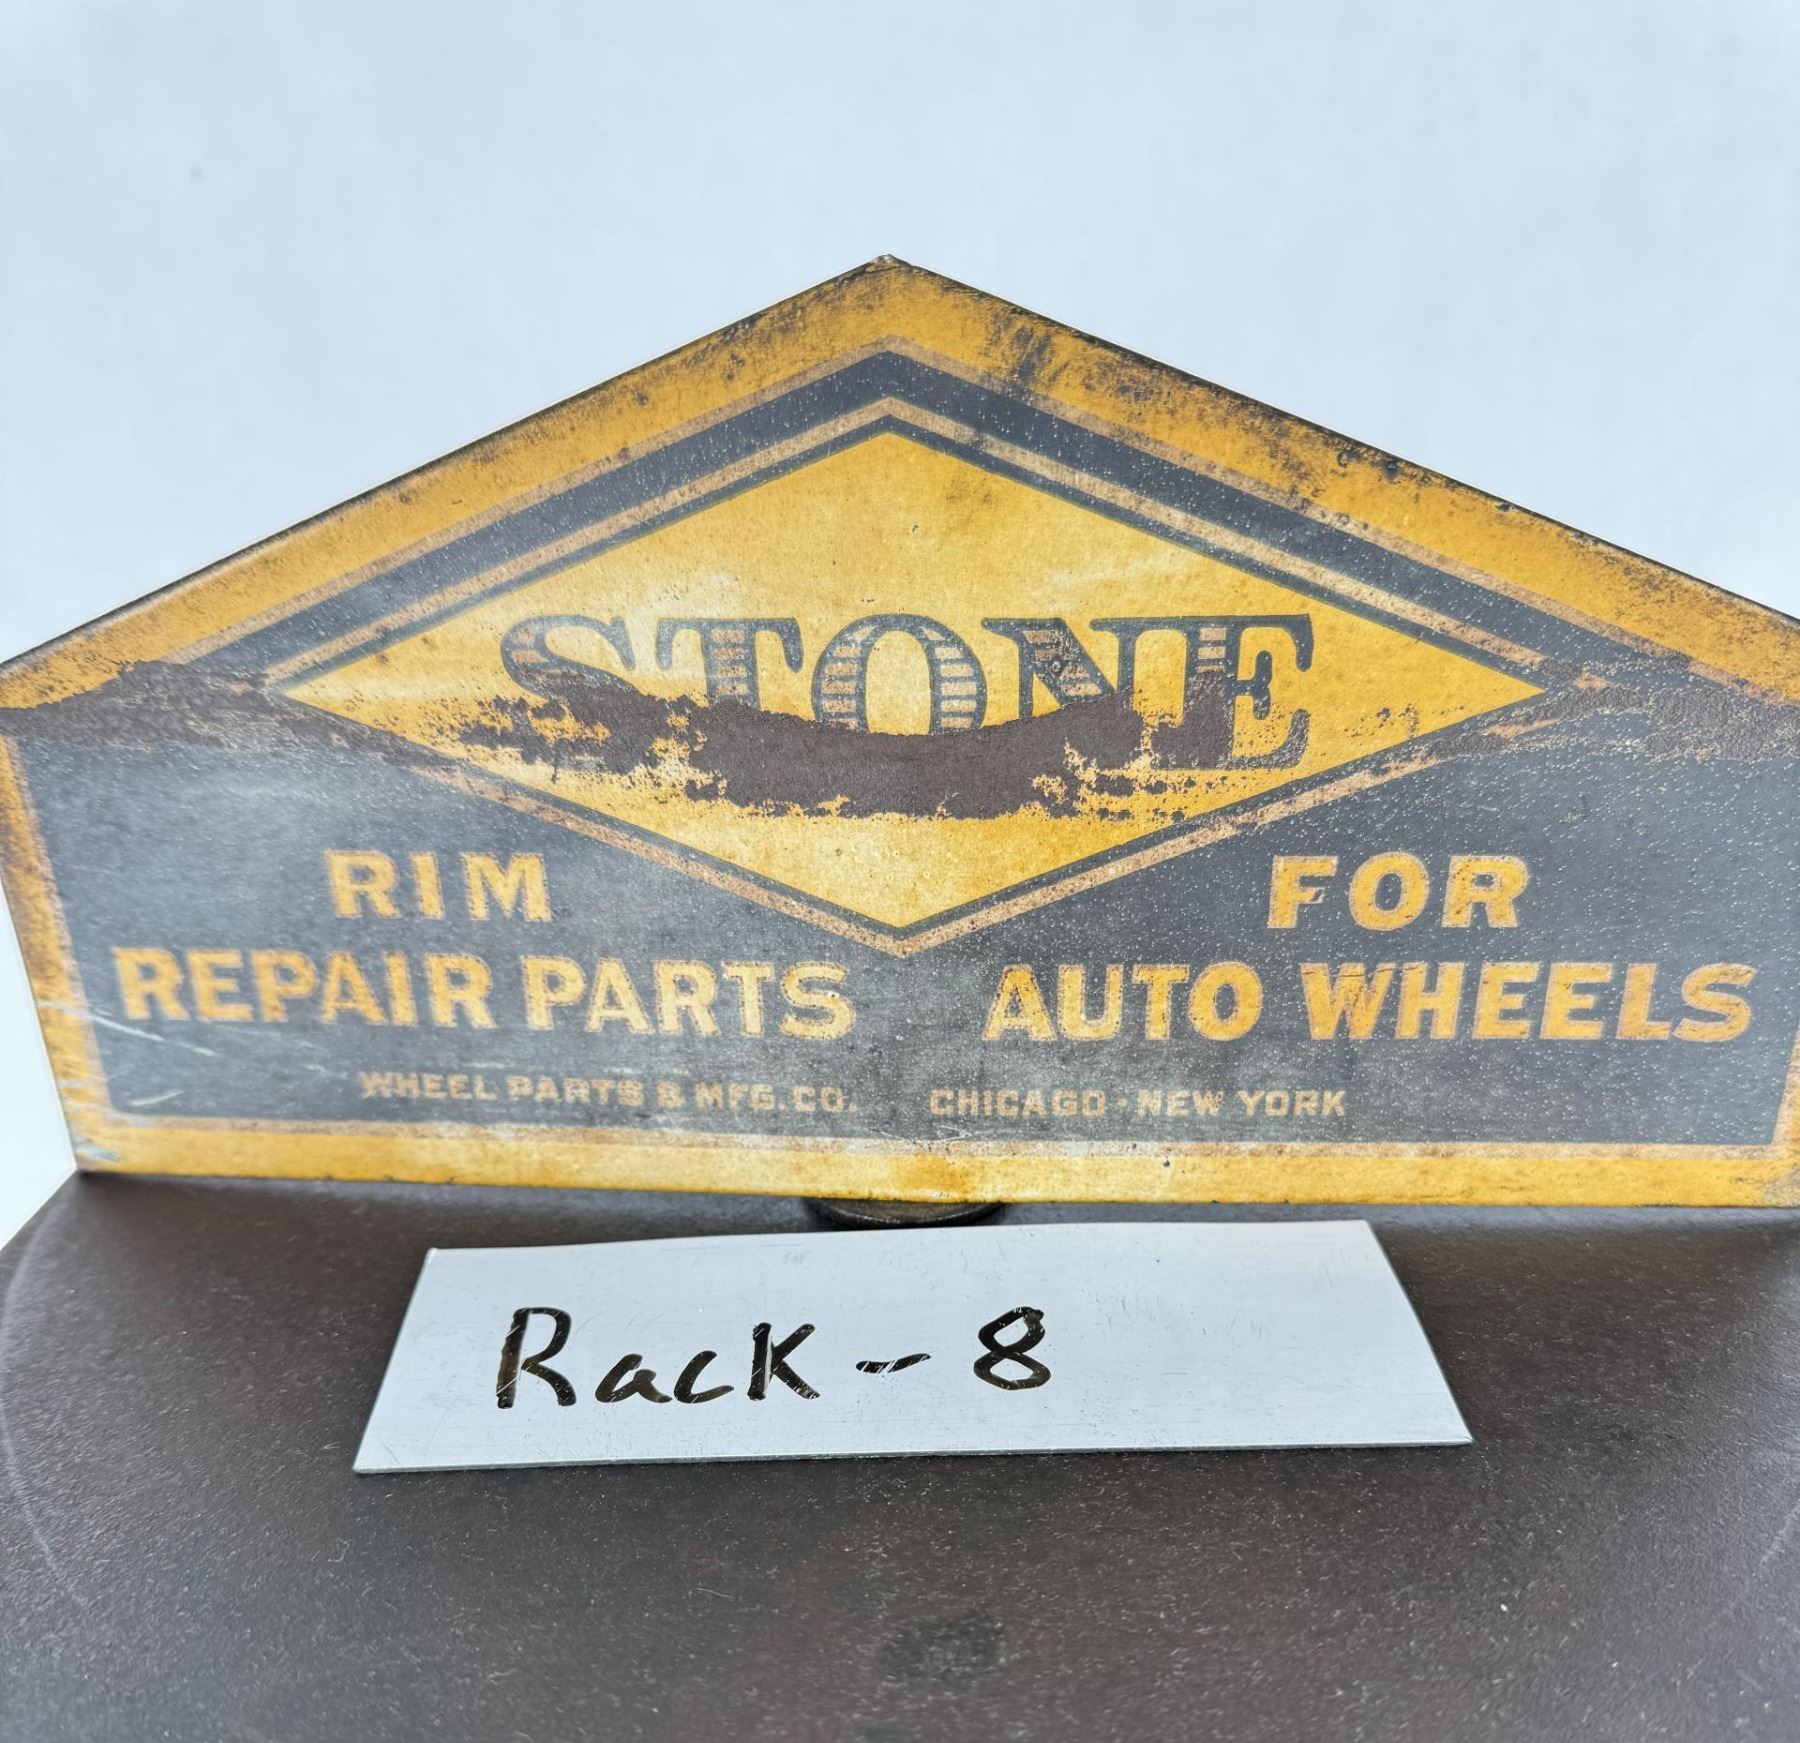 STONE
RIM
REPAIR PARTS
FOR
AUTO WHEELS
WHEEL PARTS & MFG. CO. CHICAGO · NEW YORK
Rack - 8